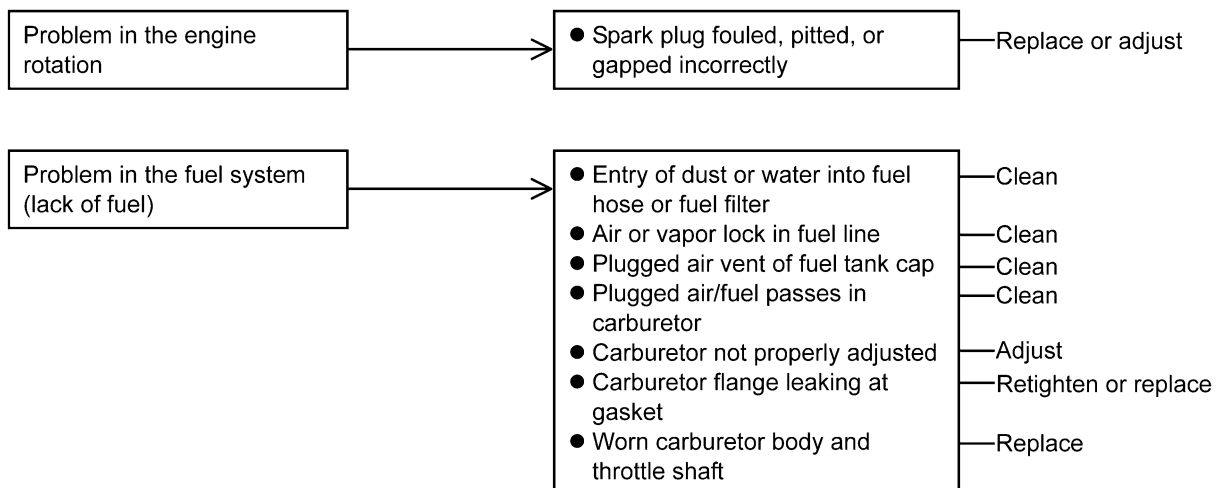 Problem in the engine
rotation
● Spark plug fouled, pitted, or
gapped incorrectly
Replace or adjust
Problem in the fuel system
(lack of fuel)
● Entry of dust or water into fuel
hose or fuel filter
Clean
● Air or vapor lock in fuel line
Clean
● Plugged air vent of fuel tank cap
Clean
● Plugged air/fuel passes in
carburetor
Clean
● Carburetor not properly adjusted
Adjust
● Carburetor flange leaking at
gasket
Retighten or replace
● Worn carburetor body and
throttle shaft
Replace